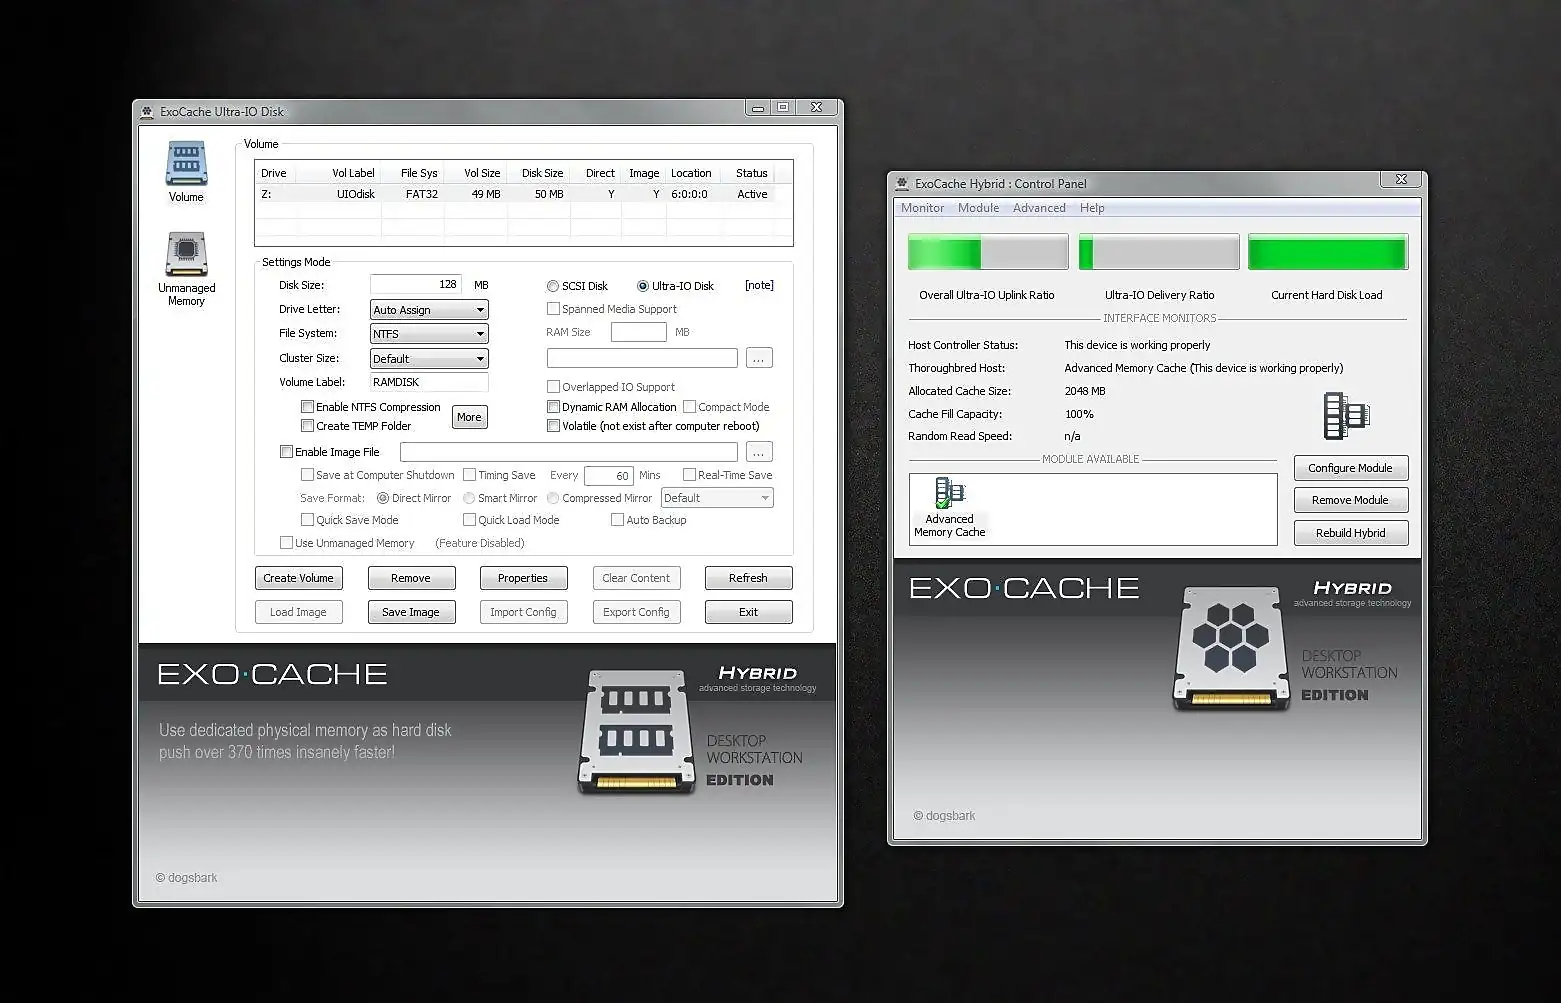 ExoCache Ultra-IO Disk
Volume
Unmanaged
Memory
Volume
Drive Vol Label File Sys Vol Size Disk Size Direct Image Location Status
Z: UIOdisk FAT32 49 MB 50 MB Y Y 6:0:0:0 Active
Settings Mode
Disk Size: 128 MB SCSI Disk Ultra-IO Disk [note]
Drive Letter: Auto Assign Spanned Media Support
File System: NTFS RAM Size MB
Cluster Size: Default ...
Volume Label: RAMDISK Overlapped IO Support
Enable NTFS Compression More Dynamic RAM Allocation Compact Mode
Create TEMP Folder Volatile (not exist after computer reboot)
Enable Image File ...
Save at Computer Shutdown Timing Save Every 60 Mins Real-Time Save
Save Format: Direct Mirror Smart Mirror Compressed Mirror Default
Quick Save Mode Quick Load Mode Auto Backup
Use Unmanaged Memory (Feature Disabled)
Create Volume Remove Properties Clear Content Refresh
Load Image Save Image Import Config Export Config Exit
EXO·CACHE
HYBRID
advanced storage technology
Use dedicated physical memory as hard disk
push over 370 times insanely faster!
DESKTOP
WORKSTATION
EDITION
© dogsbark
ExoCache Hybrid : Control Panel
Monitor Module Advanced Help
Overall Ultra-IO Uplink Ratio Ultra-IO Delivery Ratio Current Hard Disk Load
INTERFACE MONITORS
Host Controller Status: This device is working properly
Thoroughbred Host: Advanced Memory Cache (This device is working properly)
Allocated Cache Size: 2048 MB
Cache Fill Capacity: 100%
Random Read Speed: n/a
MODULE AVAILABLE
Advanced
Memory Cache
Configure Module
Remove Module
Rebuild Hybrid
EXO·CACHE
HYBRID
advanced storage technology
DESKTOP
WORKSTATION
EDITION
© dogsbark